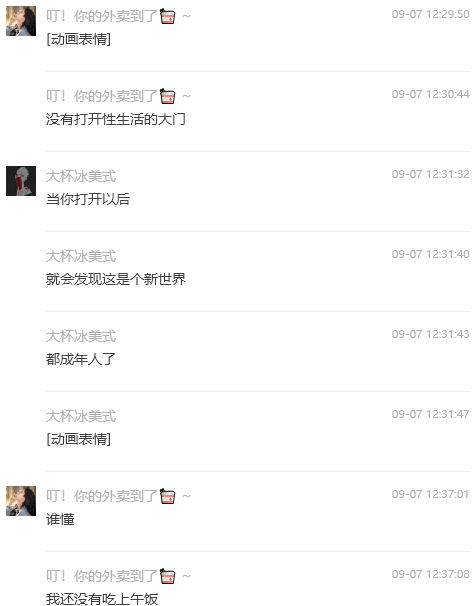 叮！你的外卖到了 ~ 09-07 12:29:50
[动画表情]
叮！你的外卖到了 ~ 09-07 12:30:44
没有打开性生活的大门
大杯冰美式 09-07 12:31:32
当你打开以后
大杯冰美式 09-07 12:31:40
就会发现这是个新世界
大杯冰美式 09-07 12:31:43
都成年人了
大杯冰美式 09-07 12:31:47
[动画表情]
叮！你的外卖到了 ~ 09-07 12:37:01
谁懂
叮！你的外卖到了 ~ 09-07 12:37:08
我还没有吃上午饭